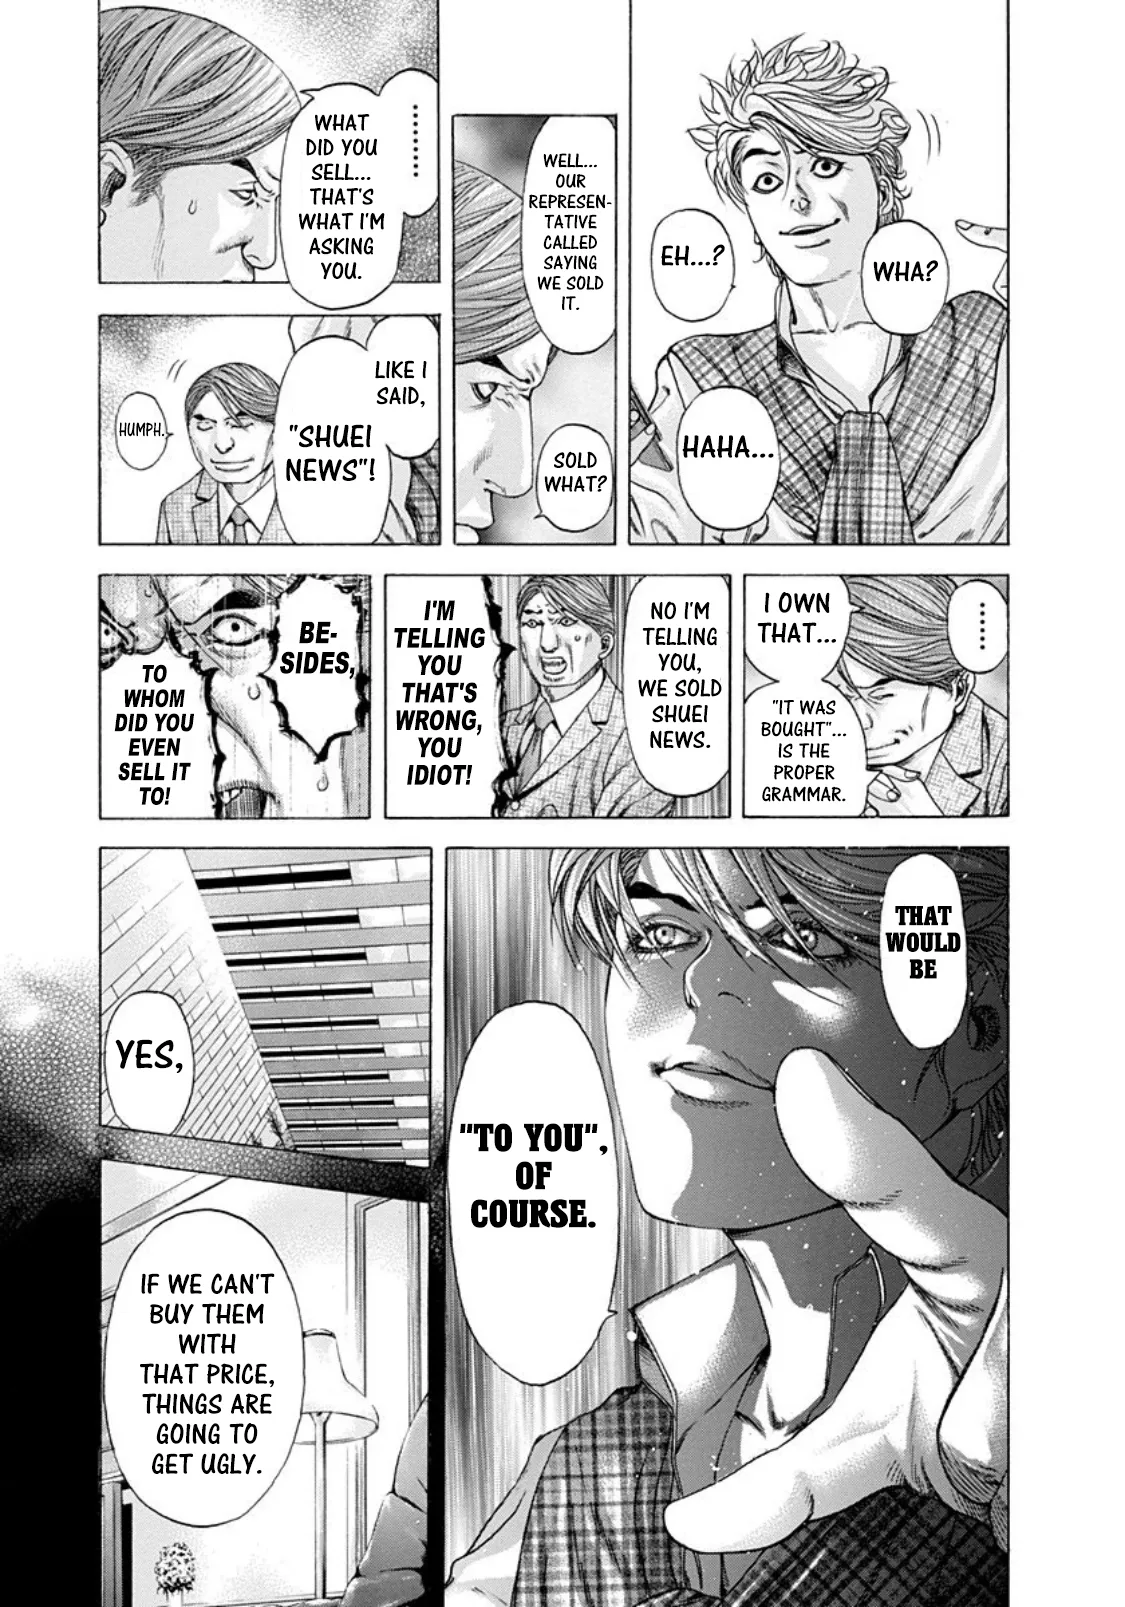 EH...?
WHA?
HAHA...
WELL...
OUR
REPRESEN-
TATIVE
CALLED
SAYING
WE SOLD
IT.
SOLD
WHAT?
.........
WHAT
DID YOU
SELL...
THAT'S
WHAT I'M
ASKING
YOU.
LIKE I
SAID,
"SHUEI
NEWS"!
HUMPH.
......
I OWN
THAT...
"IT WAS
BOUGHT"...
IS THE
PROPER
GRAMMAR.
NO I'M
TELLING
YOU,
WE SOLD
SHUEI
NEWS.
I'M
TELLING
YOU
THAT'S
WRONG,
YOU
IDIOT!
BE-
SIDES,
TO
WHOM
DID YOU
EVEN
SELL IT
TO!
THAT
WOULD
BE
"TO YOU",
OF
COURSE.
YES,
IF WE CAN'T
BUY THEM
WITH
THAT PRICE,
THINGS ARE
GOING TO
GET UGLY.